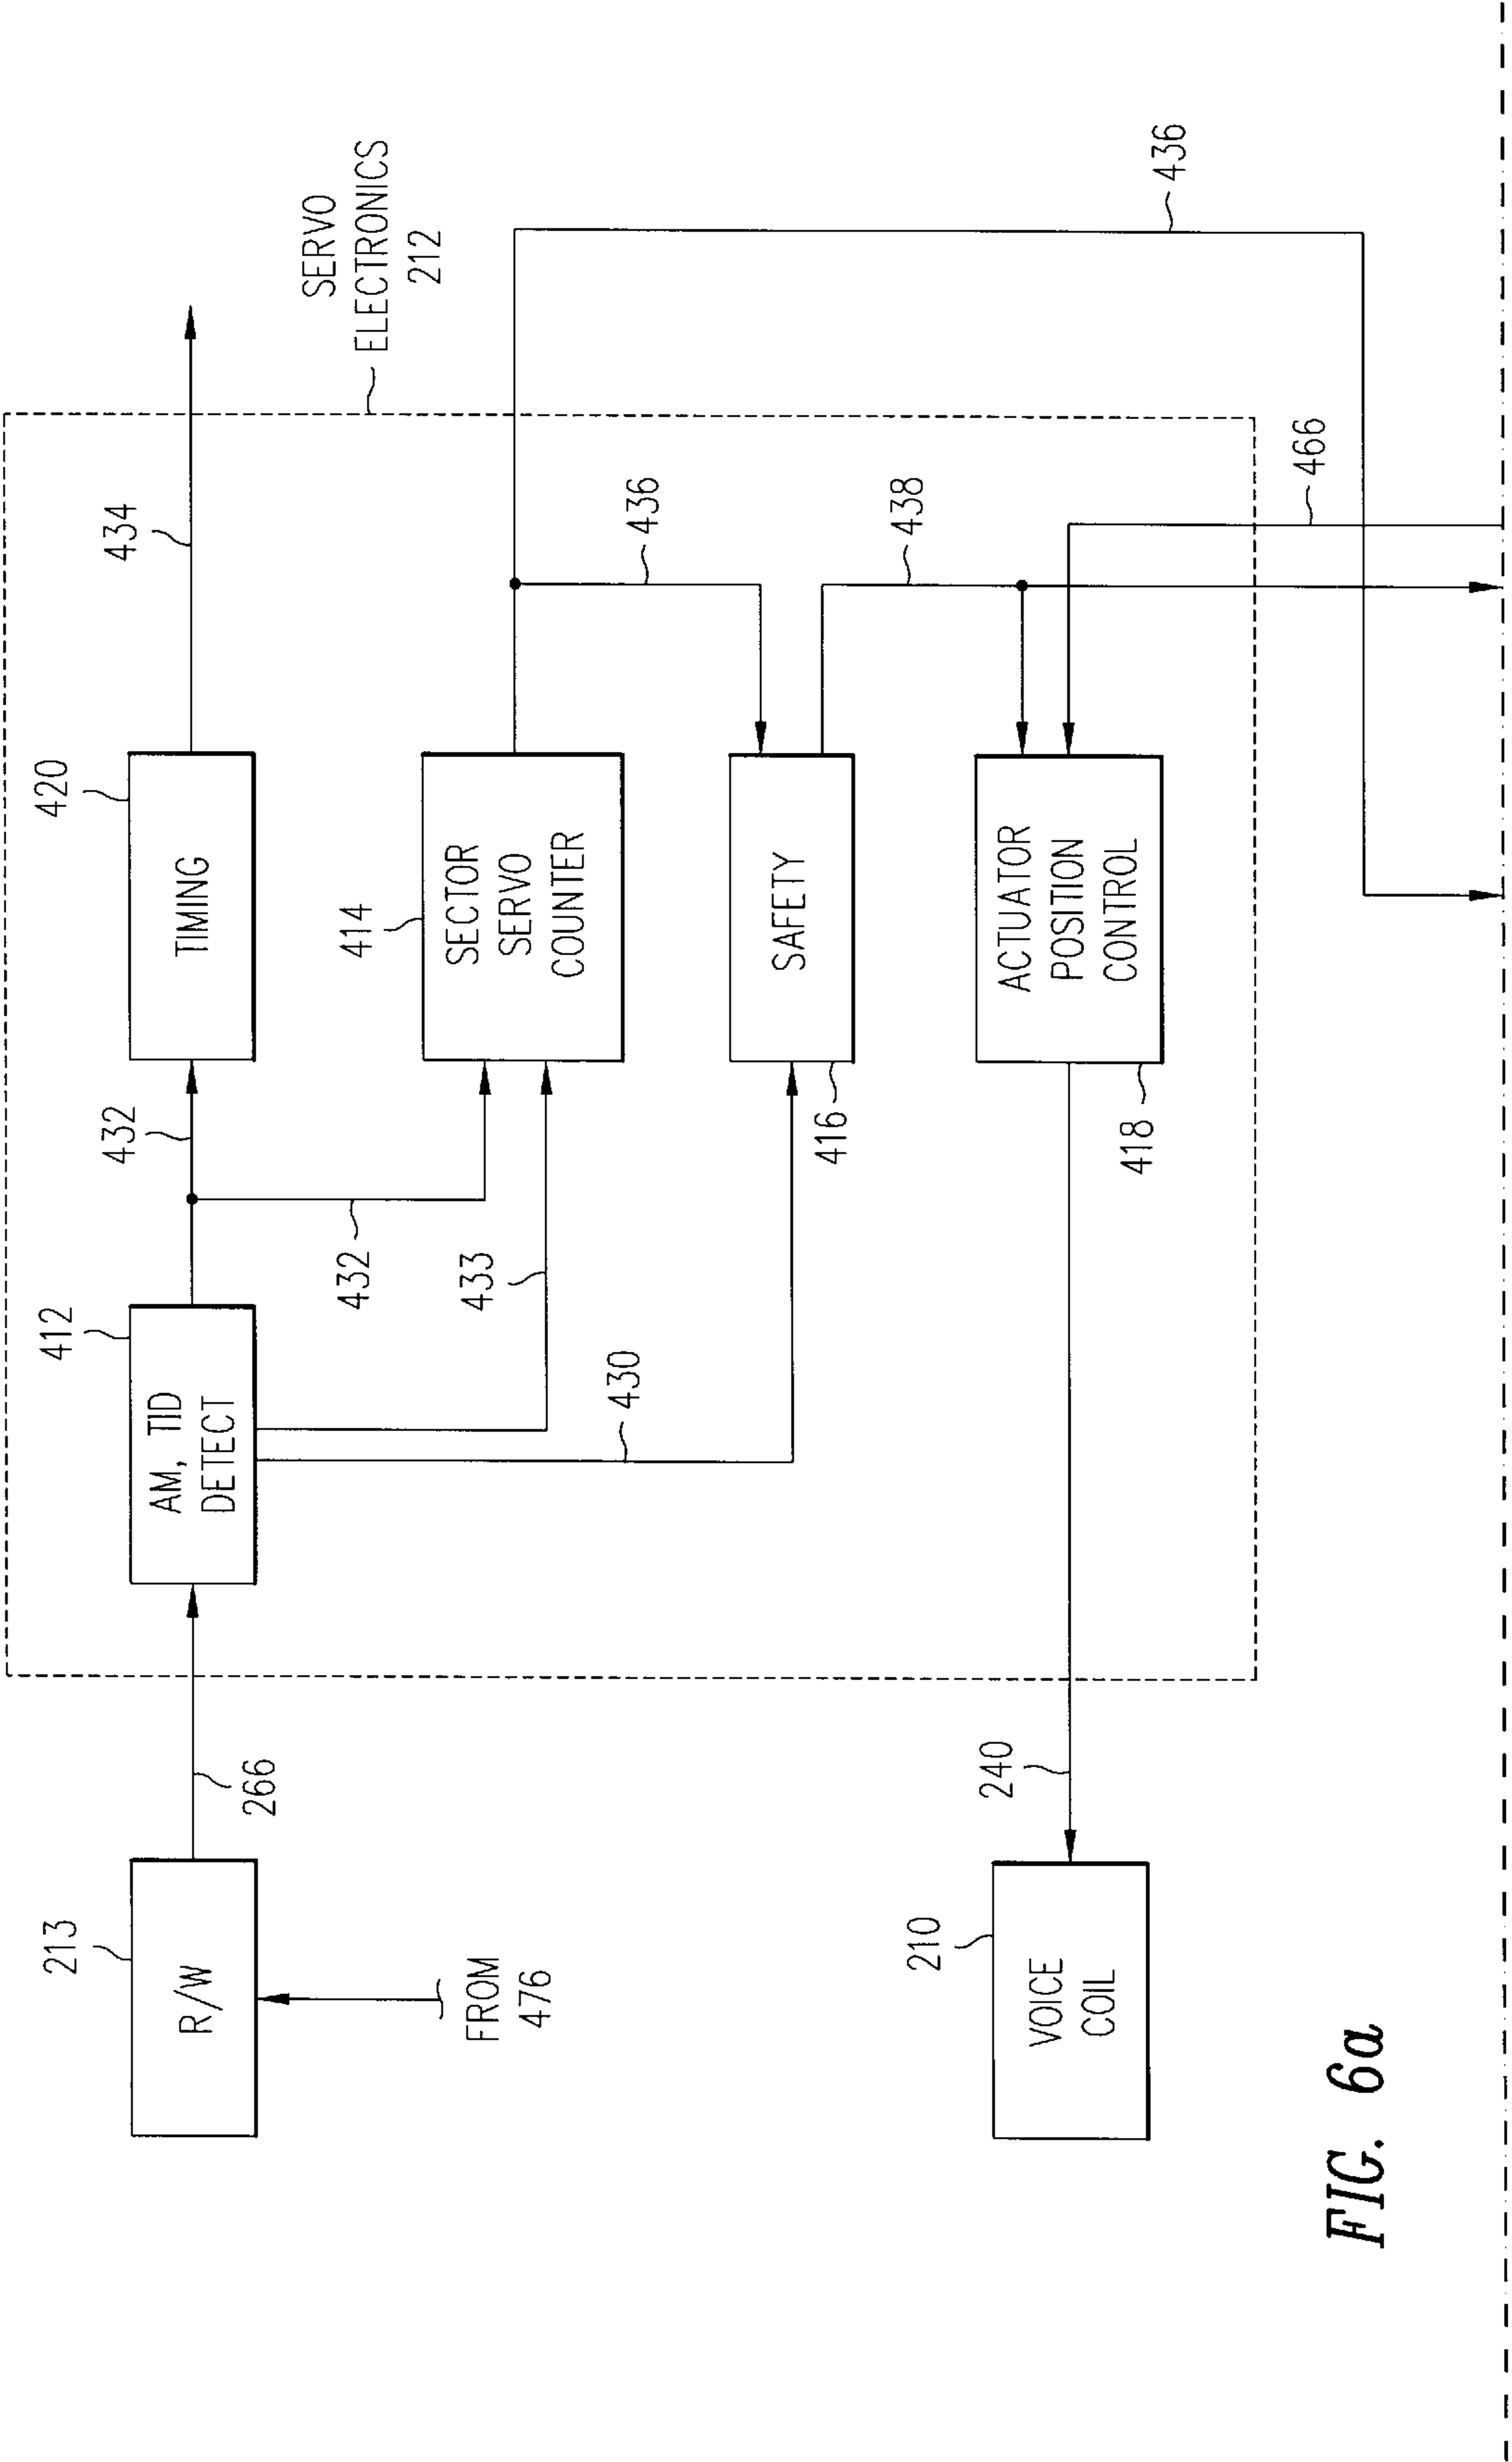 SERVO
ELECTRONICS
212
213
R/W
FROM
476
266
412
AM, TID
DETECT
432
432
433
430
420
TIMING
434
414
SECTOR
SERVO
COUNTER
436
436
416
SAFETY
438
418
ACTUATOR
POSITION
CONTROL
466
240
210
VOICE
COIL
FIG. 6a